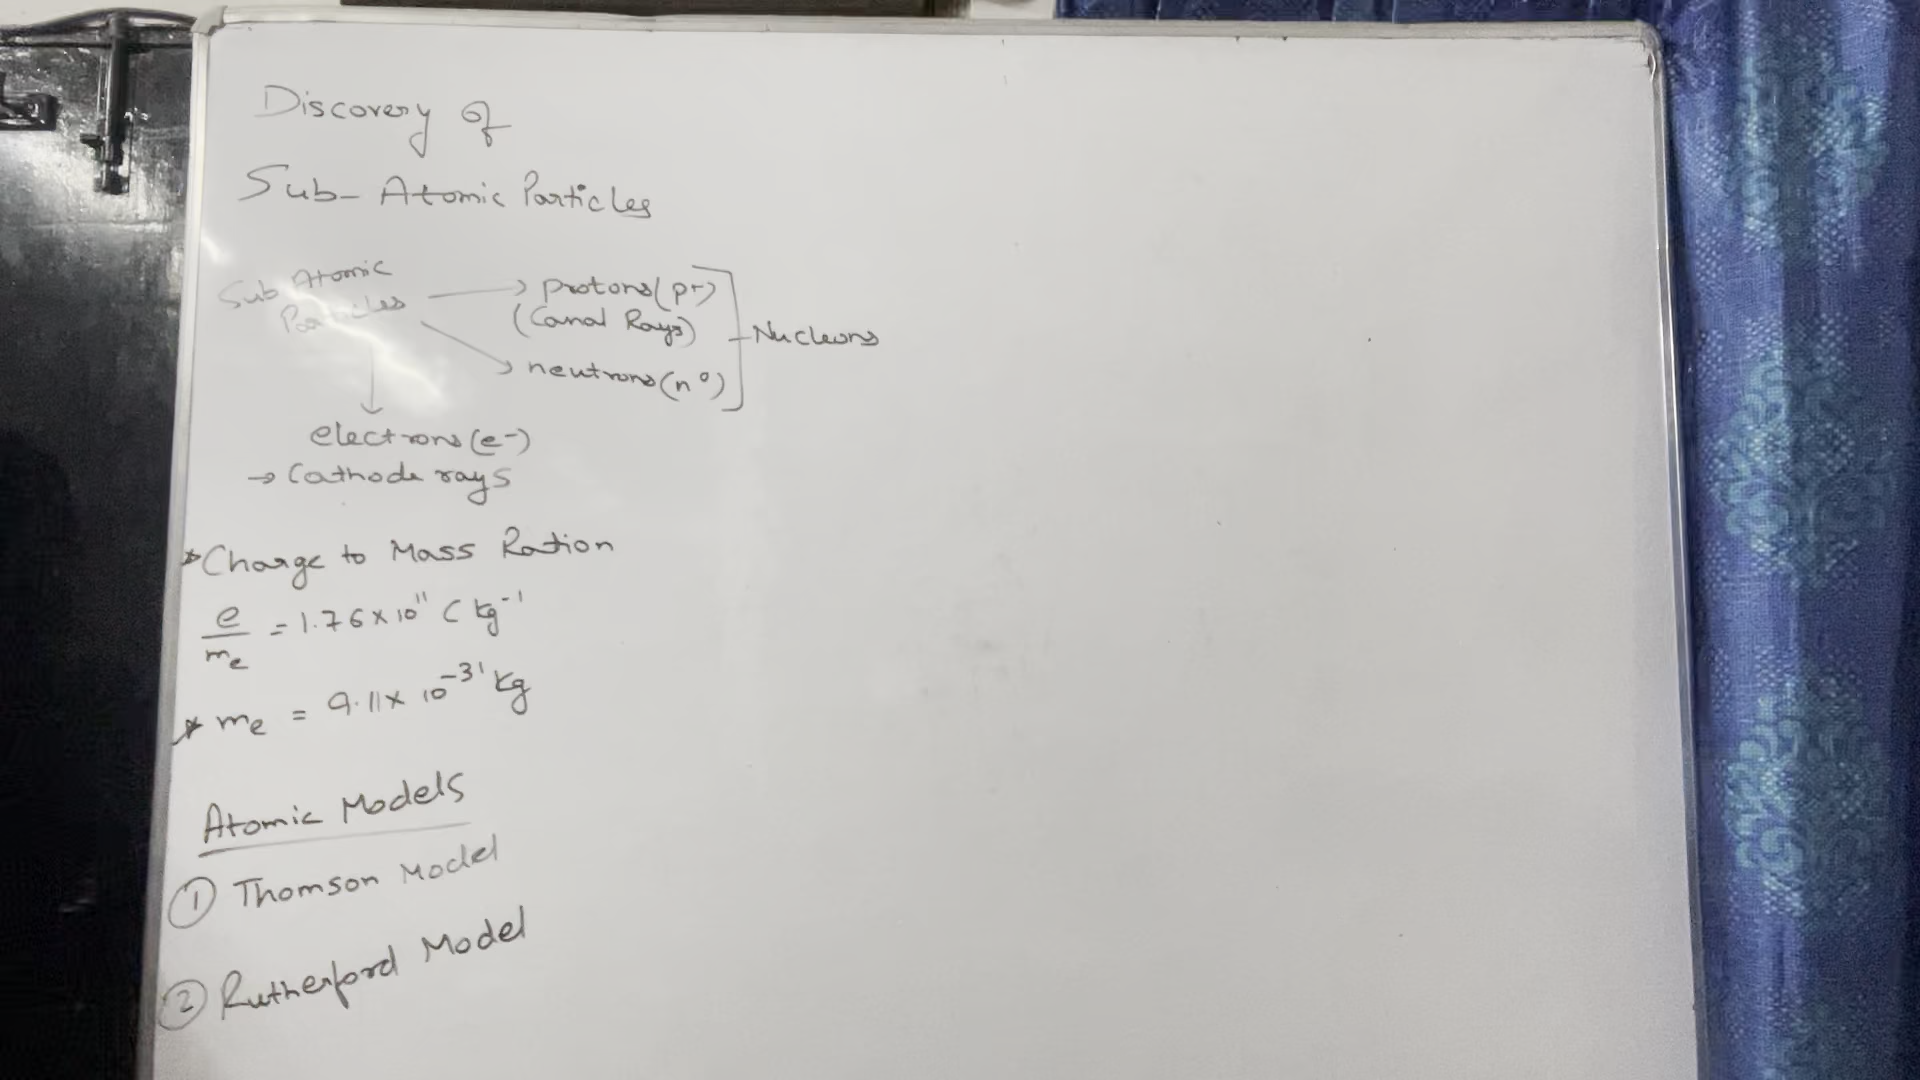 Discovery of
Sub-Atomic Particles
Sub Atomic
Particles
protons (p+)
(Canal Rays)
neutrons (n⁰)
Nucleons
electrons (e-)
→ Cathode rays
* Charge to Mass Ration
e/mₑ = 1.76 x 10¹¹ C kg⁻¹
* mₑ = 9.11 x 10⁻³¹ kg
Atomic Models
① Thomson Model
② Rutherford Model